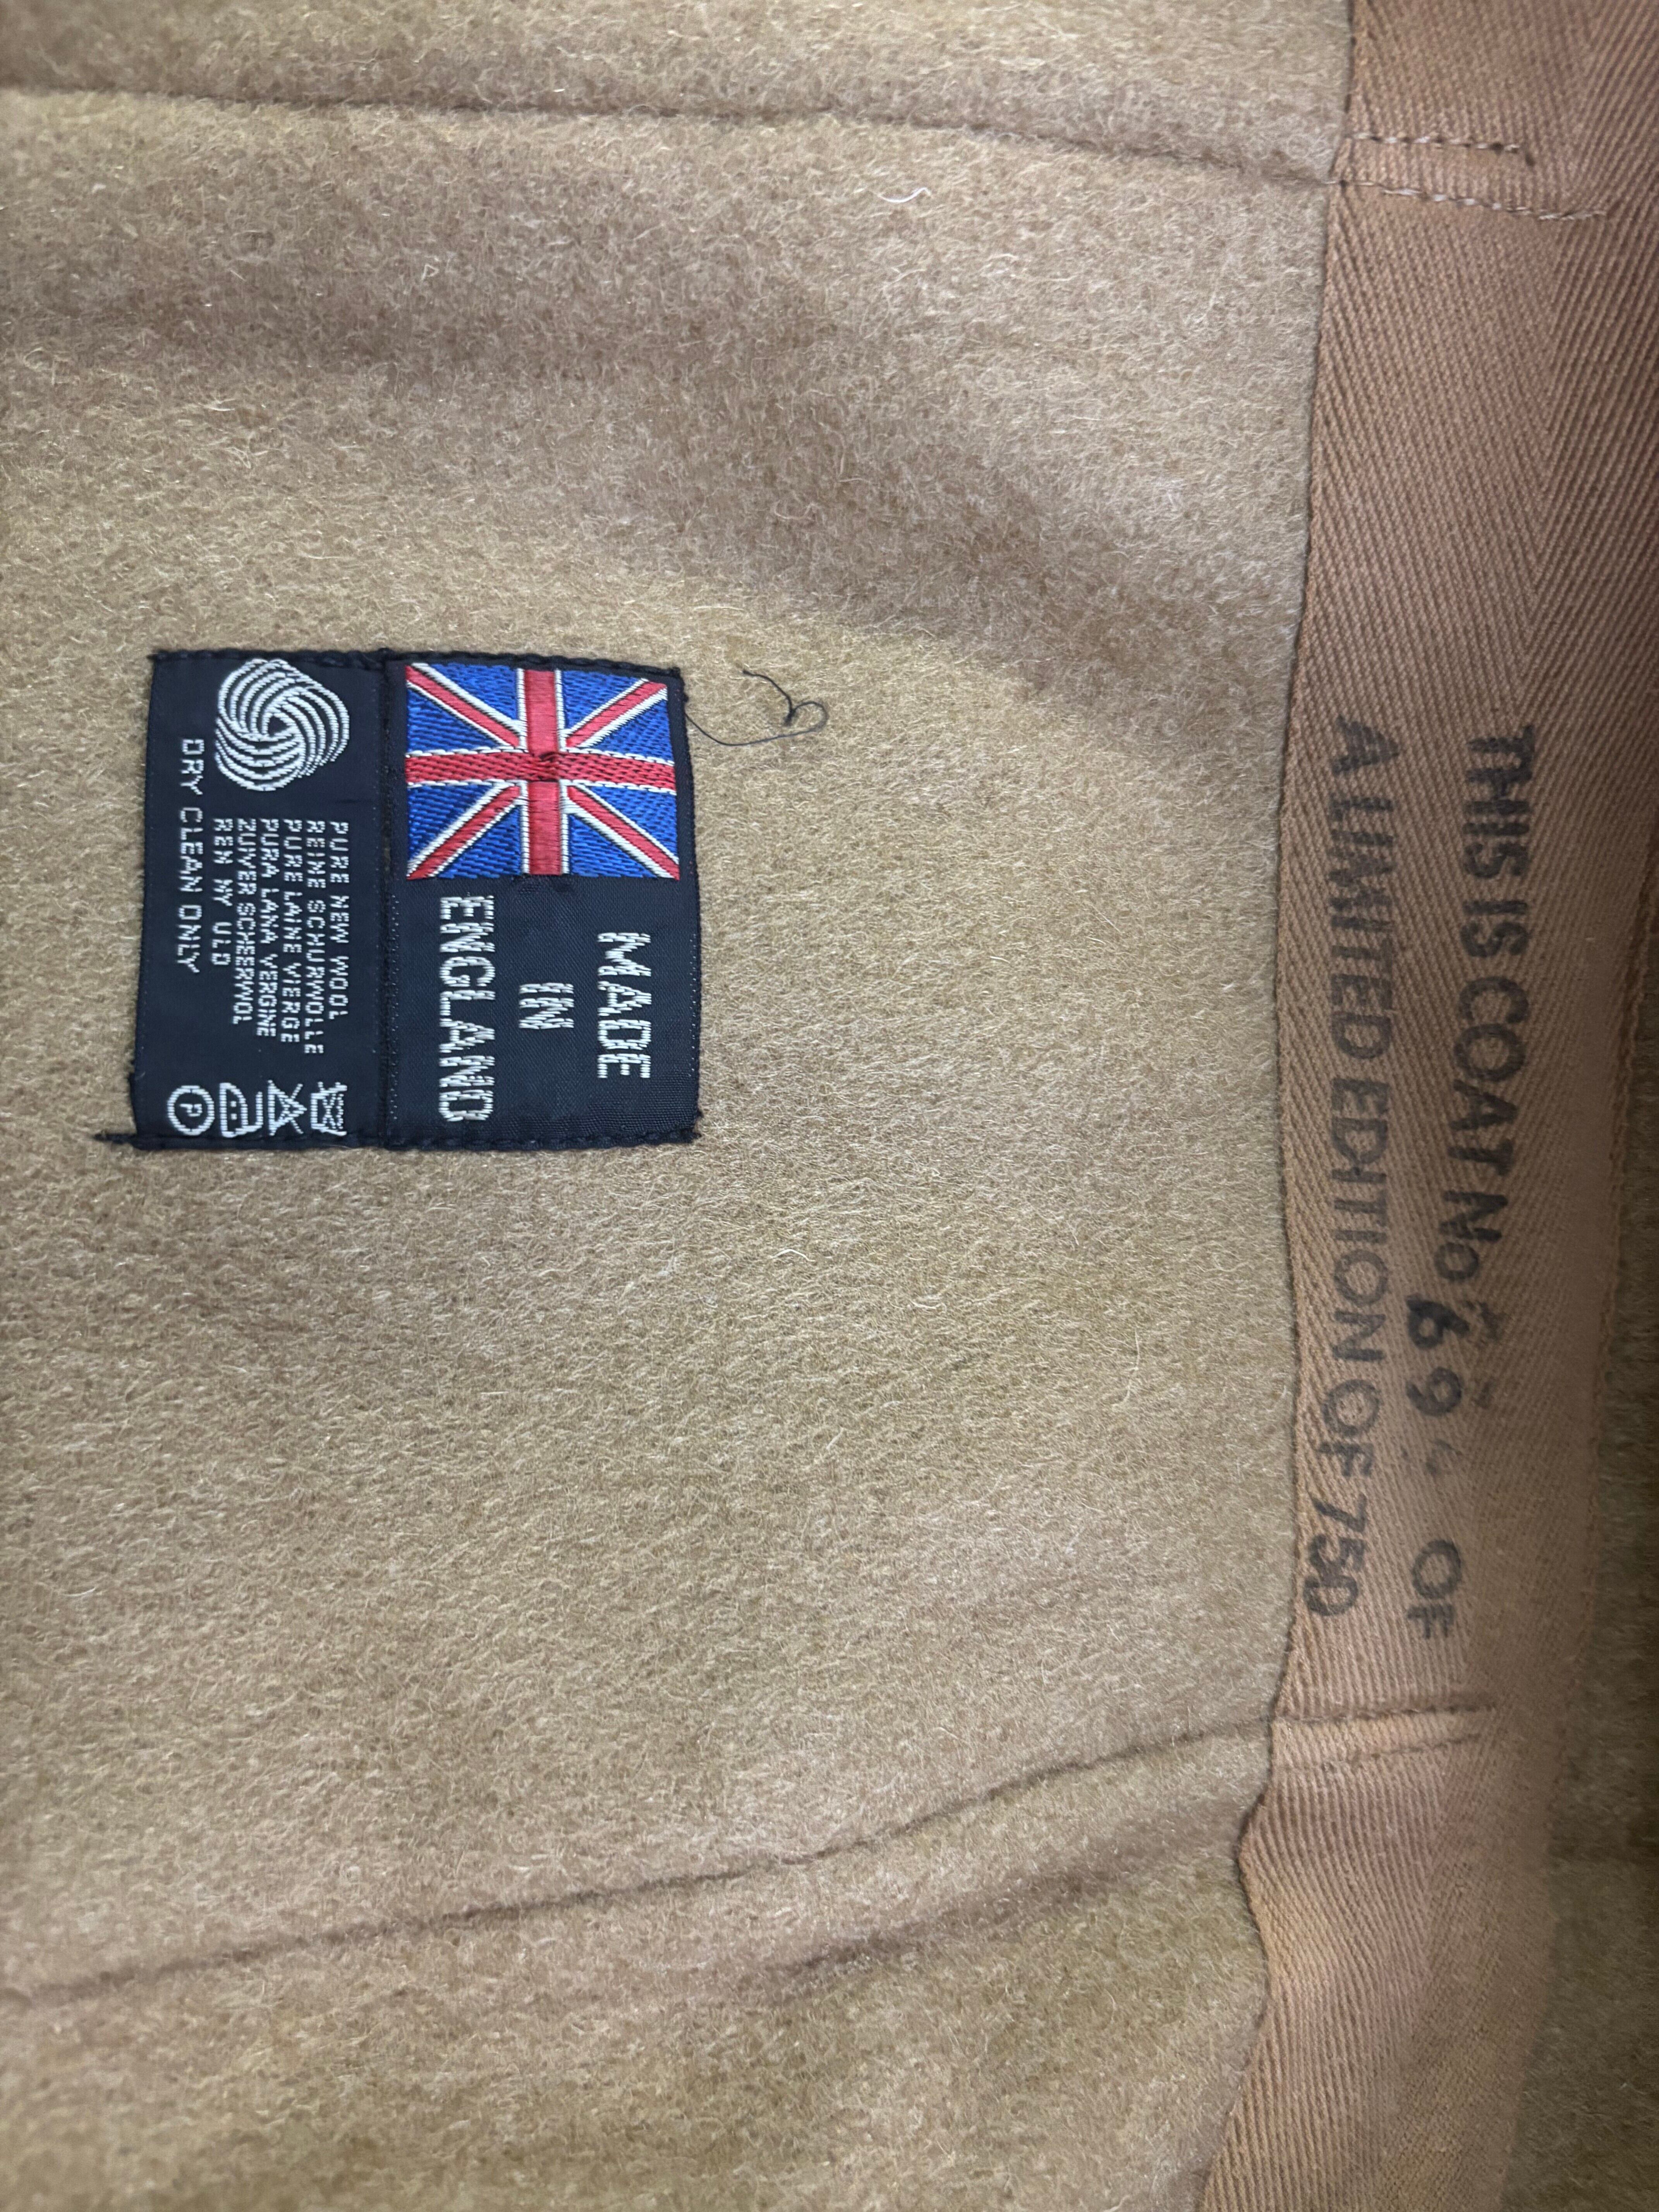 THIS IS COAT No 69 OF
A LIMITED EDITION OF 750
MADE
IN
ENGLAND
PURE NEW WOOL
REINE SCHURWOLLE
PURE LAINE VIERGE
PURA LANA VERGINE
ZUIVER SCHEERWOL
REN NY ULD
DRY CLEAN ONLY
P